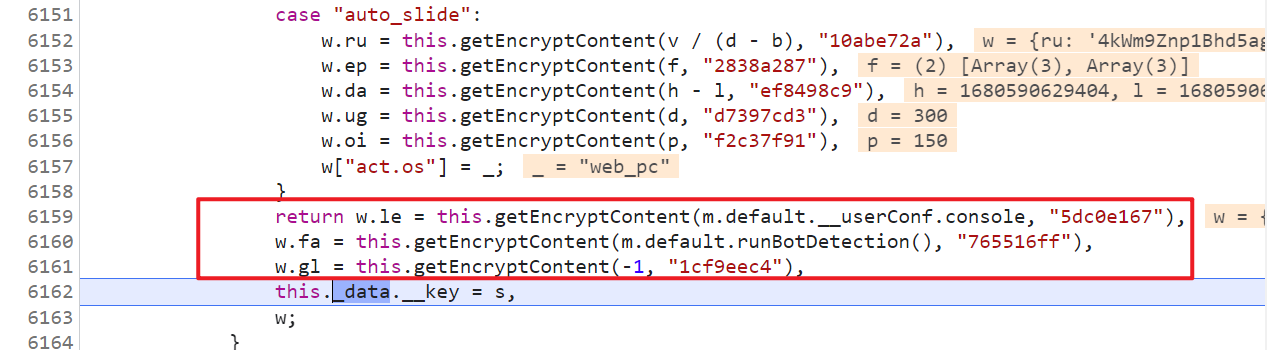 6151 case "auto_slide":
6152 w.ru = this.getEncryptContent(v / (d - b), "10abe72a"), w = {ru: '4kWm9Znp1Bhd5ag
6153 w.ep = this.getEncryptContent(f, "2838a287"), f = (2) [Array(3), Array(3)]
6154 w.da = this.getEncryptContent(h - l, "ef8498c9"), h = 1680590629404, l = 16805906
6155 w.ug = this.getEncryptContent(d, "d7397cd3"), d = 300
6156 w.oi = this.getEncryptContent(p, "f2c37f91"), p = 150
6157 w["act.os"] = _; _ = "web_pc"
6158 }
6159 return w.le = this.getEncryptContent(m.default.__userConf.console, "5dc0e167"), w = {
6160 w.fa = this.getEncryptContent(m.default.runBotDetection(), "765516ff"),
6161 w.gl = this.getEncryptContent(-1, "1cf9eec4"),
6162 this._data.__key = s,
6163 w;
6164 }